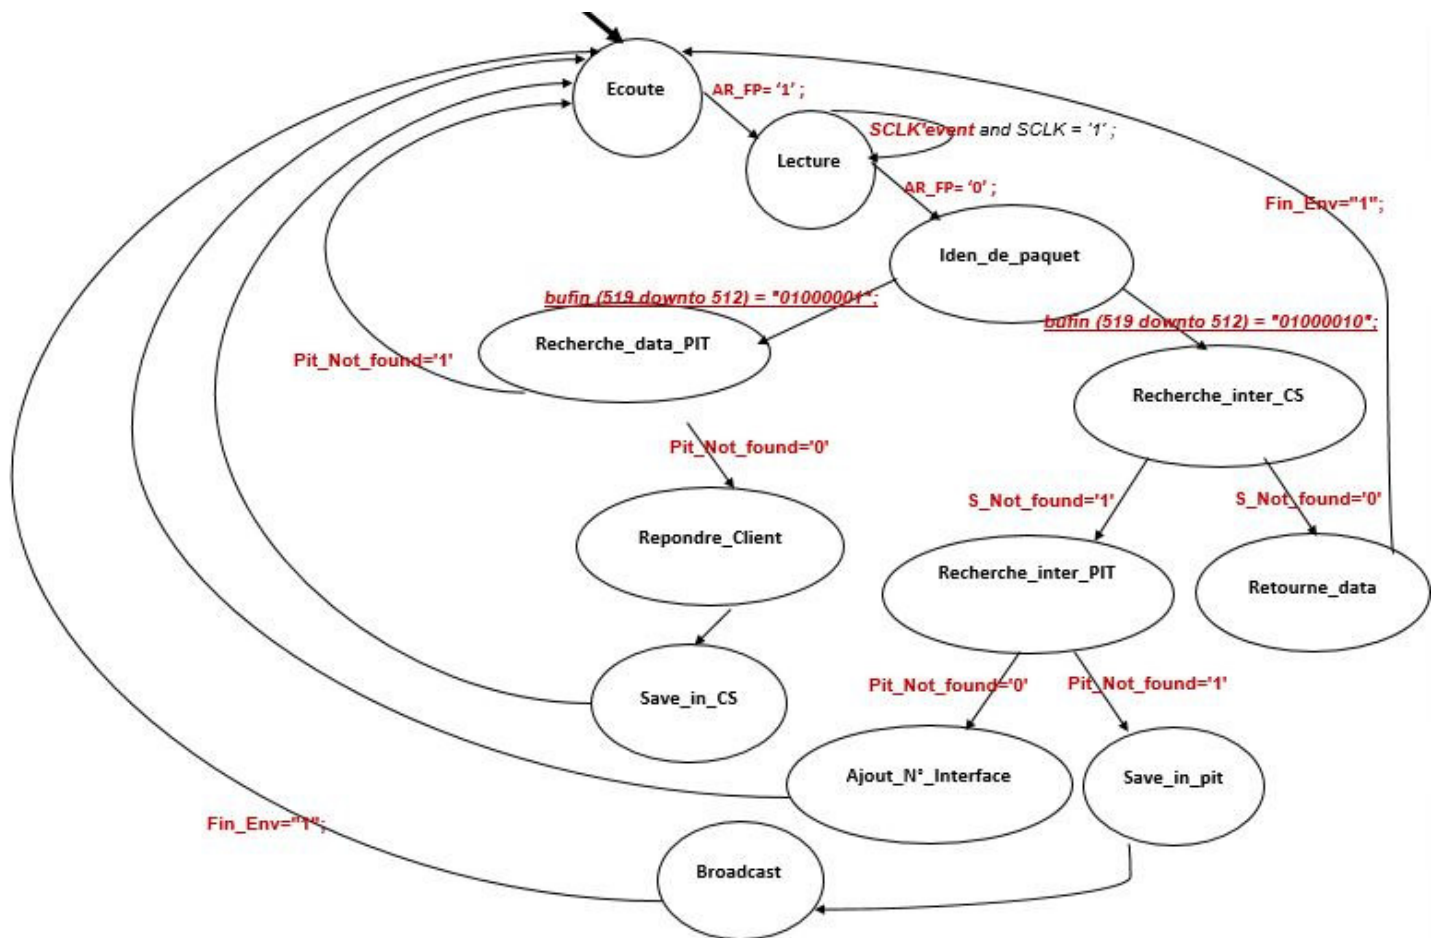 Ecoute
AR_FP= ‘1’ ;
SCLK'event and SCLK = ‘1’ ;
Lecture
AR_FP= ‘0’ ;
Fin_Env="1";
Iden_de_paquet
bufin (519 downto 512) = "01000001";
bufin (519 downto 512) = "01000010";
Recherche_data_PIT
Pit_Not_found='1'
Recherche_inter_CS
Pit_Not_found='0'
S_Not_found='1'
S_Not_found='0'
Repondre_Client
Recherche_inter_PIT
Retourne_data
Pit_Not_found='0'
Pit_Not_found='1'
Save_in_CS
Ajout_N°_Interface
Save_in_pit
Fin_Env="1";
Broadcast